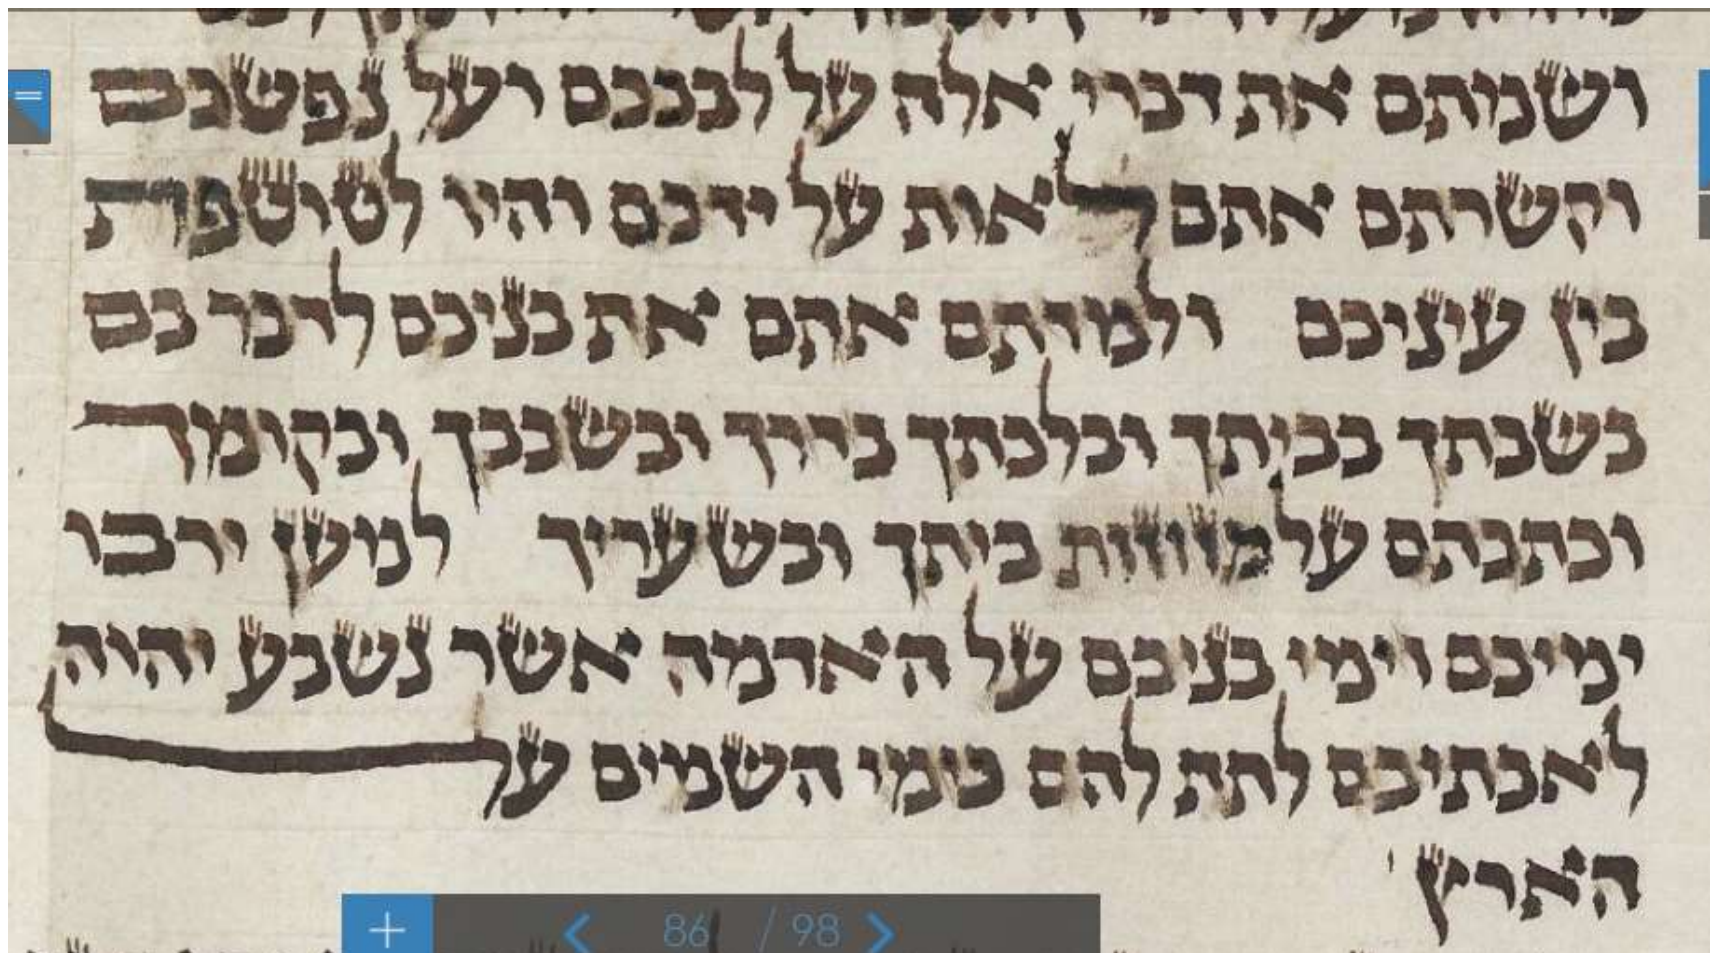 ושמתם את דברי אלה על לבבכם ועל נפשכם
וקשרתם אתם לאות על ידכם והיו לטוטפת
בין עיניכם ולמדתם אתם את בניכם לדבר בם
בשבתך בביתך ובלכתך בדרך ובשכבך ובקומך
וכתבתם על מזוזות ביתך ובשעריך למען ירבו
ימיכם וימי בניכם על האדמה אשר נשבע יהוה
לאבתיכם לתת להם כימי השמים על
הארץ
+ < 86 / 98 >